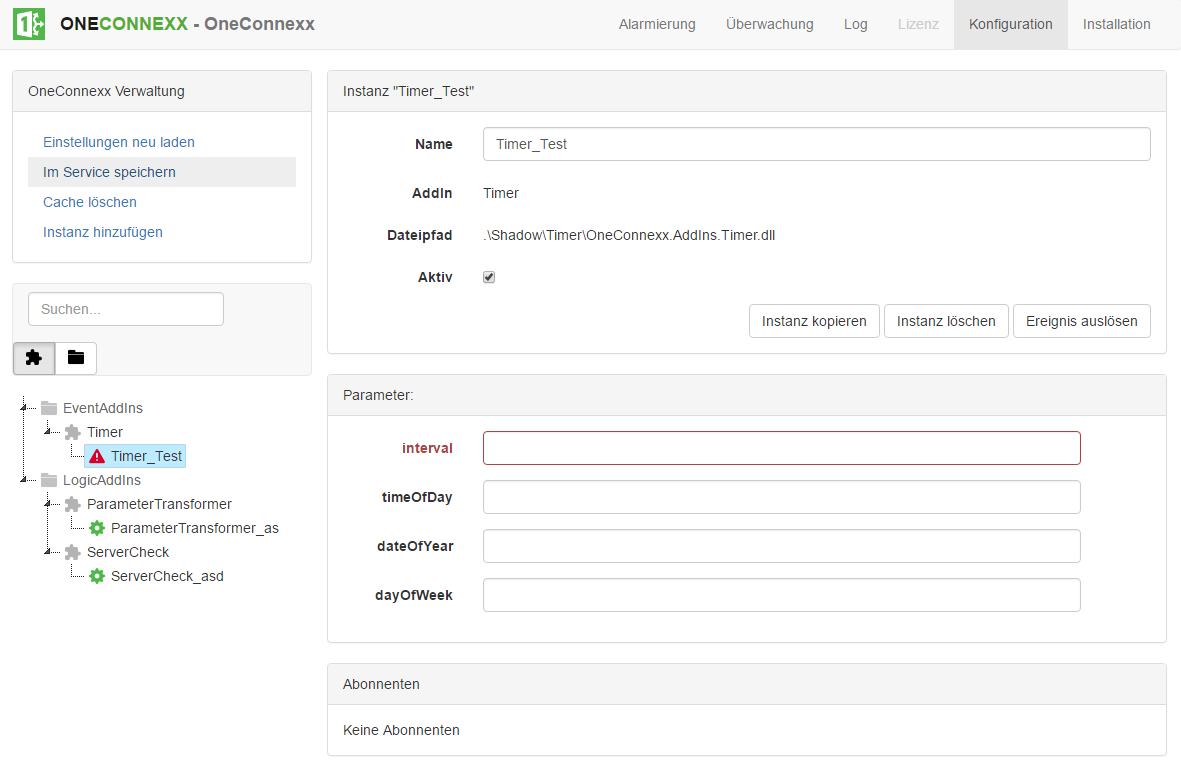 ONECONNEXX - OneConnexx
Alarmierung Überwachung Log Lizenz Konfiguration Installation
OneConnexx Verwaltung
Einstellungen neu laden
Im Service speichern
Cache löschen
Instanz hinzufügen
Suchen...
EventAddIns
Timer
Timer_Test
LogicAddIns
ParameterTransformer
ParameterTransformer_as
ServerCheck
ServerCheck_asd
Instanz "Timer_Test"
Name Timer_Test
AddIn Timer
Dateipfad .\Shadow\Timer\OneConnexx.AddIns.Timer.dll
Aktiv
Instanz kopieren Instanz löschen Ereignis auslösen
Parameter:
interval
timeOfDay
dateOfYear
dayOfWeek
Abonnenten
Keine Abonnenten